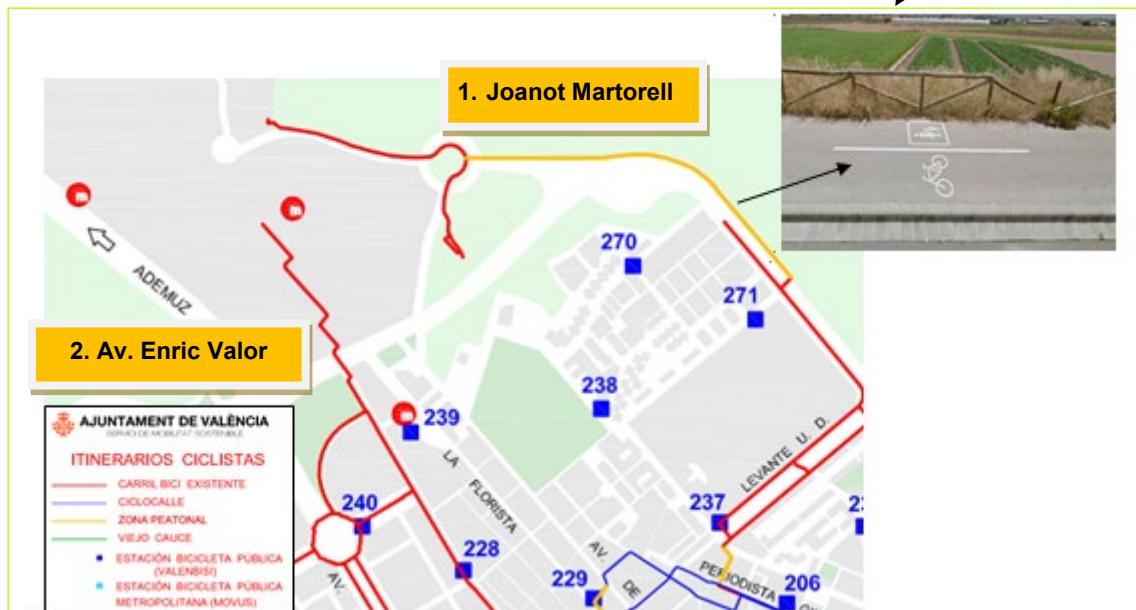 1. Joanot Martorell
270
271
ADEMUZ
2. Av. Enric Valor
238
239
LA
FLORISTA
LEVANTE U. D.
240
237
228
AV.
229
AV.
DE
PERIODISTA
206
AJUNTAMENT DE VALÈNCIA
SERVICI DE MOBILITAT SOSTENIBLE
ITINERARIOS CICLISTAS
CARRIL BICI EXISTENTE
CICLOCALLE
ZONA PEATONAL
VIEJO CAUCE
ESTACIÓN BICICLETA PÚBLICA
(VALENBISI)
ESTACIÓN BICICLETA PÚBLICA
METROPOLITANA (MOVUS)